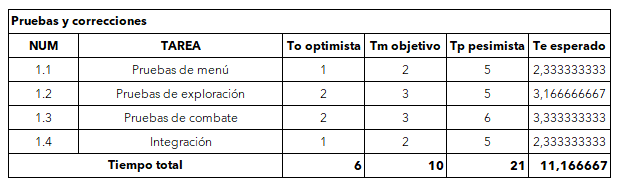 Pruebas y correcciones
NUM TAREA To optimista Tm objetivo Tp pesimista Te esperado
1.1 Pruebas de menú 1 2 5 2,333333333
1.2 Pruebas de exploración 2 3 5 3,166666667
1.3 Pruebas de combate 2 3 6 3,333333333
1.4 Integración 1 2 5 2,333333333
Tiempo total 6 10 21 11,166667